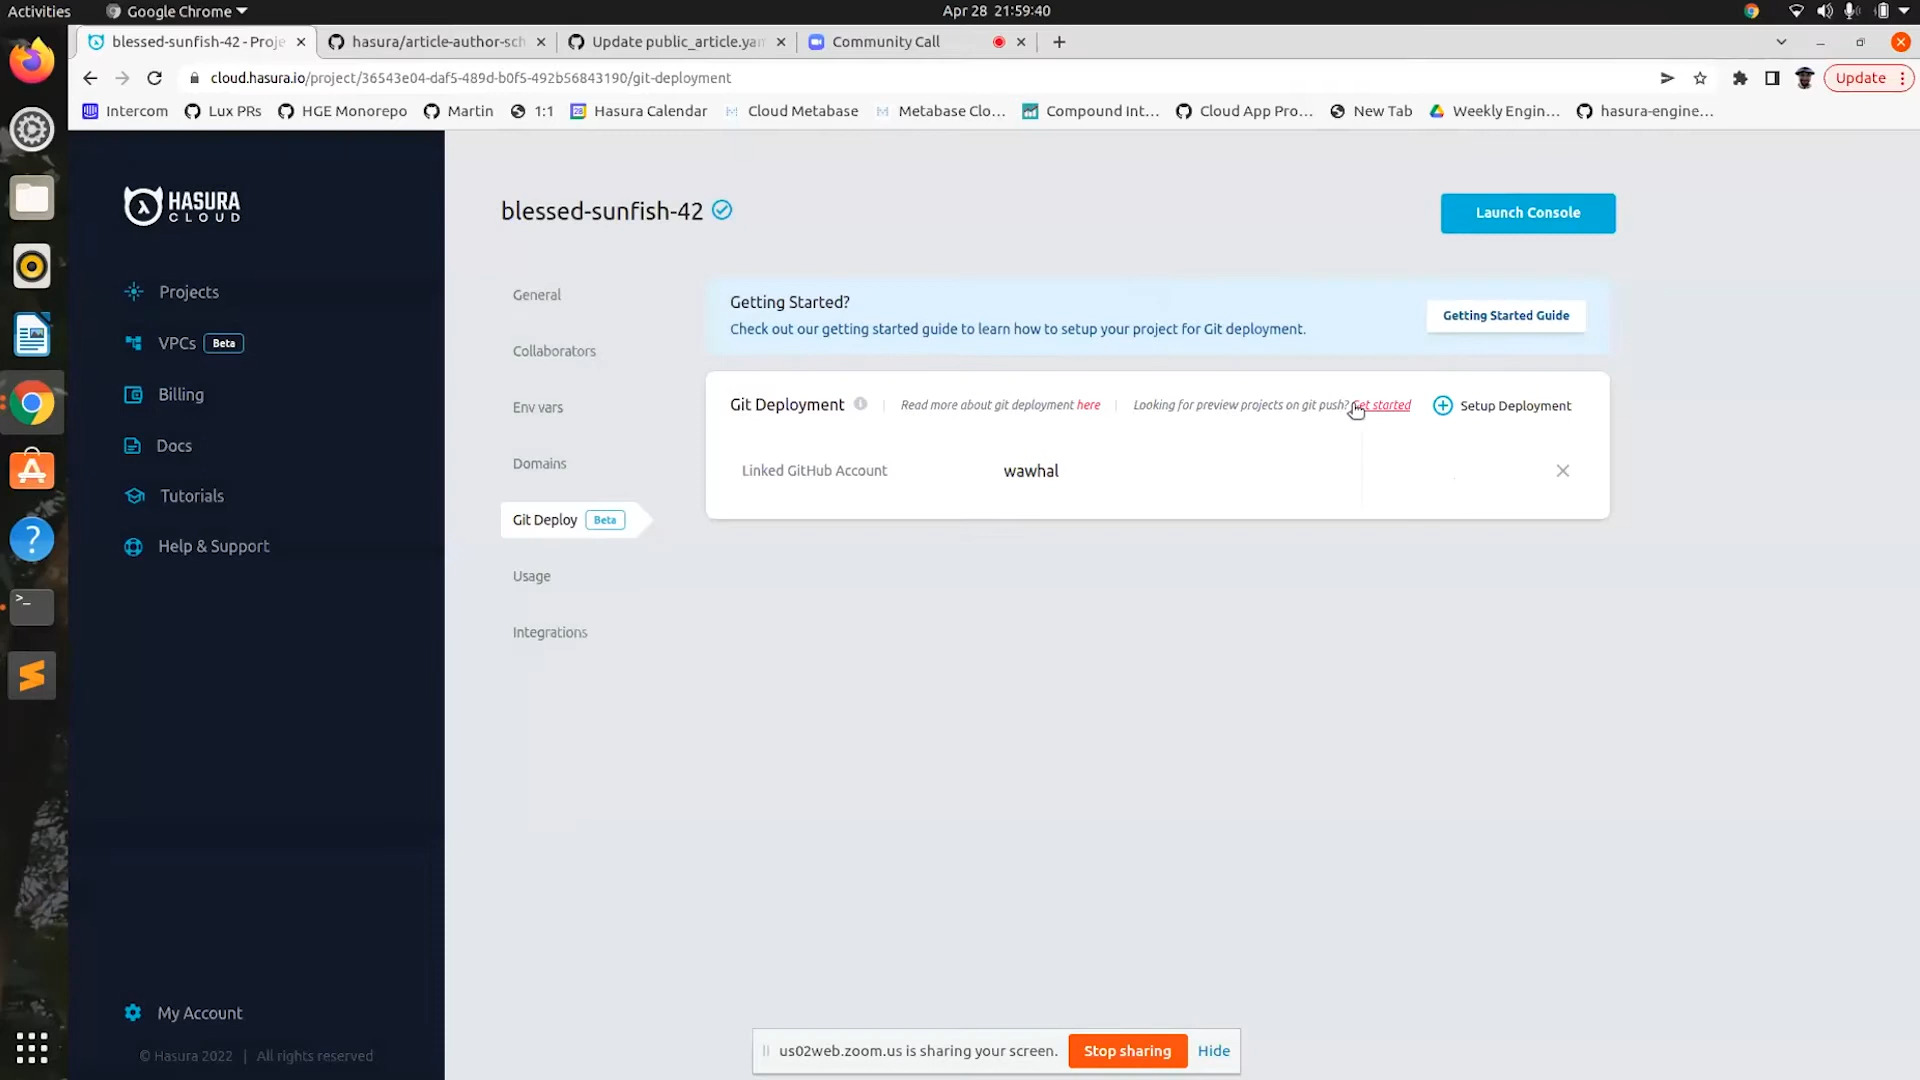 Activities
Google Chrome
Apr 28 21:59:40
blessed-sunfish-42 - Proje
hasura/article-author-sch
Update public_article.yam
Community Call
cloud.hasura.io/project/36543e04-daf5-489d-b0f5-492b56843190/git-deployment
Update
Intercom
Lux PRs
HGE Monorepo
Martin
1:1
Hasura Calendar
Cloud Metabase
Metabase Clo...
Compound Int...
Cloud App Pro...
New Tab
Weekly Engin...
hasura-engine...
HASURA
CLOUD
Projects
VPCs Beta
Billing
Docs
Tutorials
Help & Support
My Account
© Hasura 2022 | All rights reserved
blessed-sunfish-42
Launch Console
General
Collaborators
Env vars
Domains
Git Deploy Beta
Usage
Integrations
Getting Started?
Check out our getting started guide to learn how to setup your project for Git deployment.
Getting Started Guide
Git Deployment
Read more about git deployment here
Looking for preview projects on git push? Get started
Setup Deployment
Linked GitHub Account
wawhal
us02web.zoom.us is sharing your screen.
Stop sharing
Hide